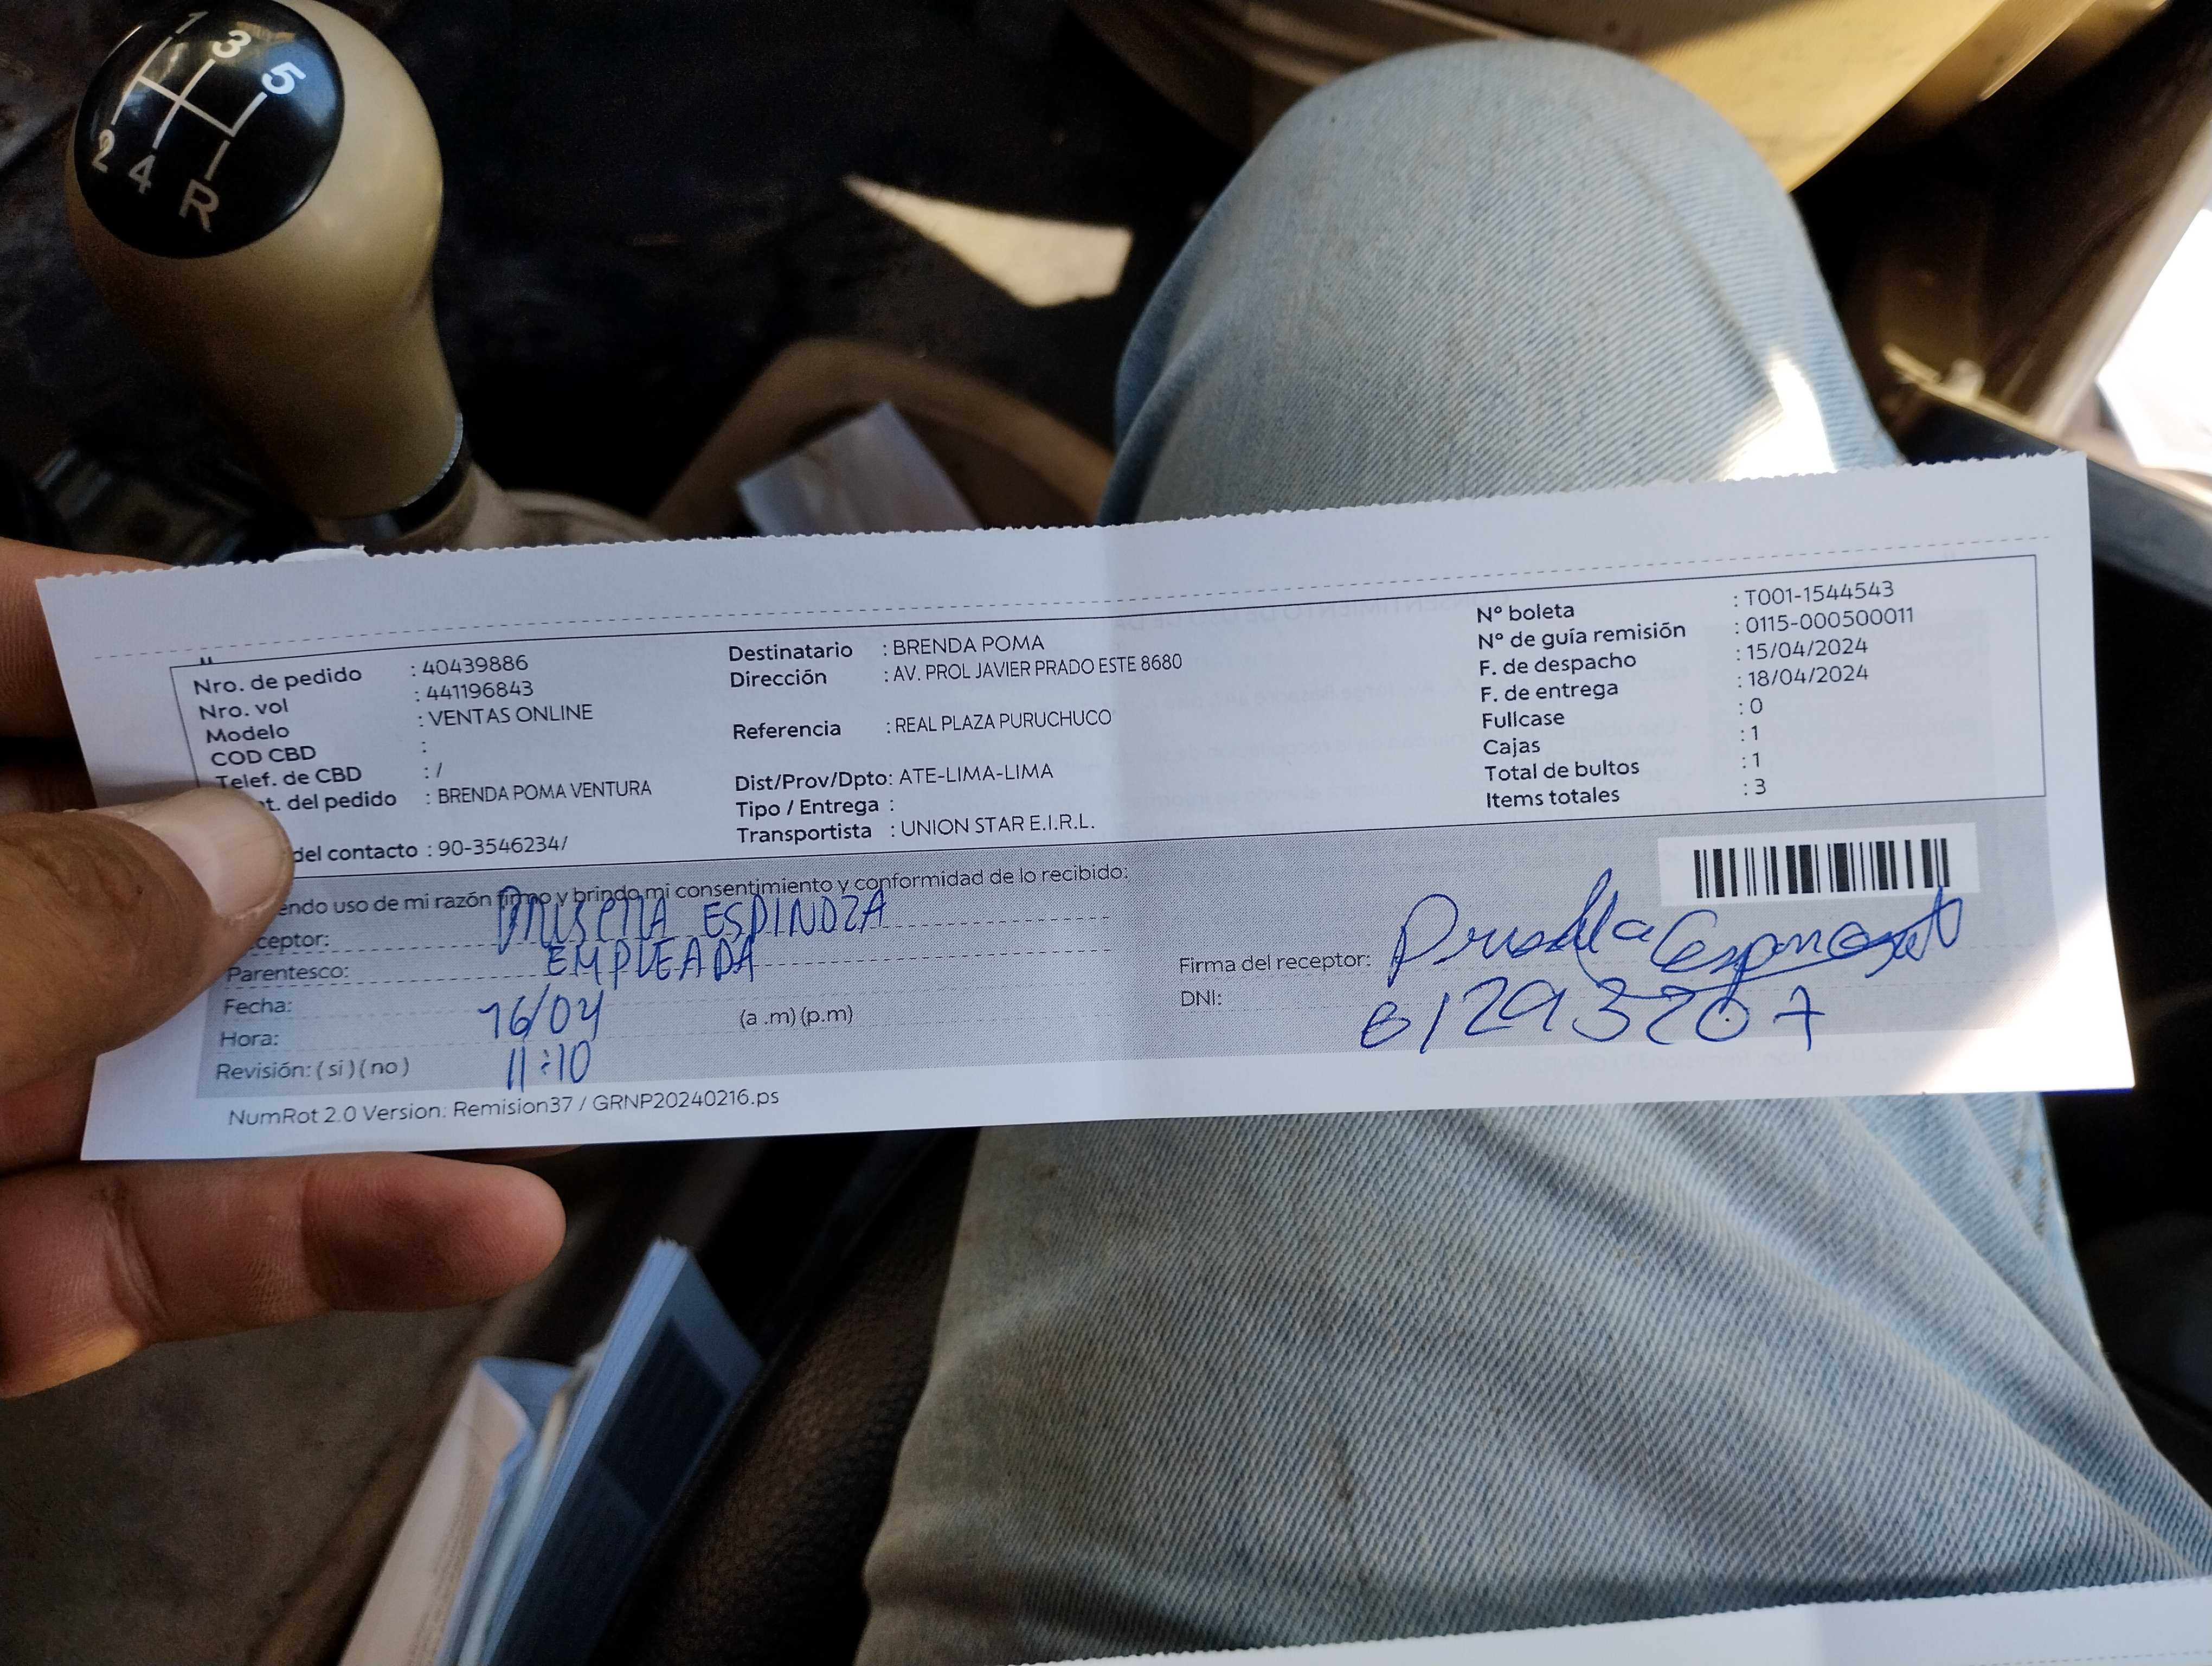 1 3 5
2 4 R
Nro. de pedido : 40439886
Nro. vol : 441196843
Modelo : VENTAS ONLINE
COD CBD :
Telef. de CBD : /
t. del pedido : BRENDA POMA VENTURA
del contacto : 90-3546234/
Destinatario : BRENDA POMA
Dirección : AV. PROL JAVIER PRADO ESTE 8680
Referencia : REAL PLAZA PURUCHUCO
Dist/Prov/Dpto: ATE-LIMA-LIMA
Tipo / Entrega :
Transportista : UNION STAR E.I.R.L.
N° boleta : T001-1544543
N° de guía remisión : 0115-000500011
F. de despacho : 15/04/2024
F. de entrega : 18/04/2024
Fullcase : 0
Cajas : 1
Total de bultos : 1
Items totales : 3
endo uso de mi razón firmo y brindo mi consentimiento y conformidad de lo recibido:
ceptor: ESPINOZA
Parentesco: EMPLEADA
Fecha: 16/04
Hora: 11:10 (a .m) (p.m)
Revisión: ( si ) ( no )
Firma del receptor:
DNI: 61293207
NumRot 2.0 Version: Remision37 / GRNP20240216.ps